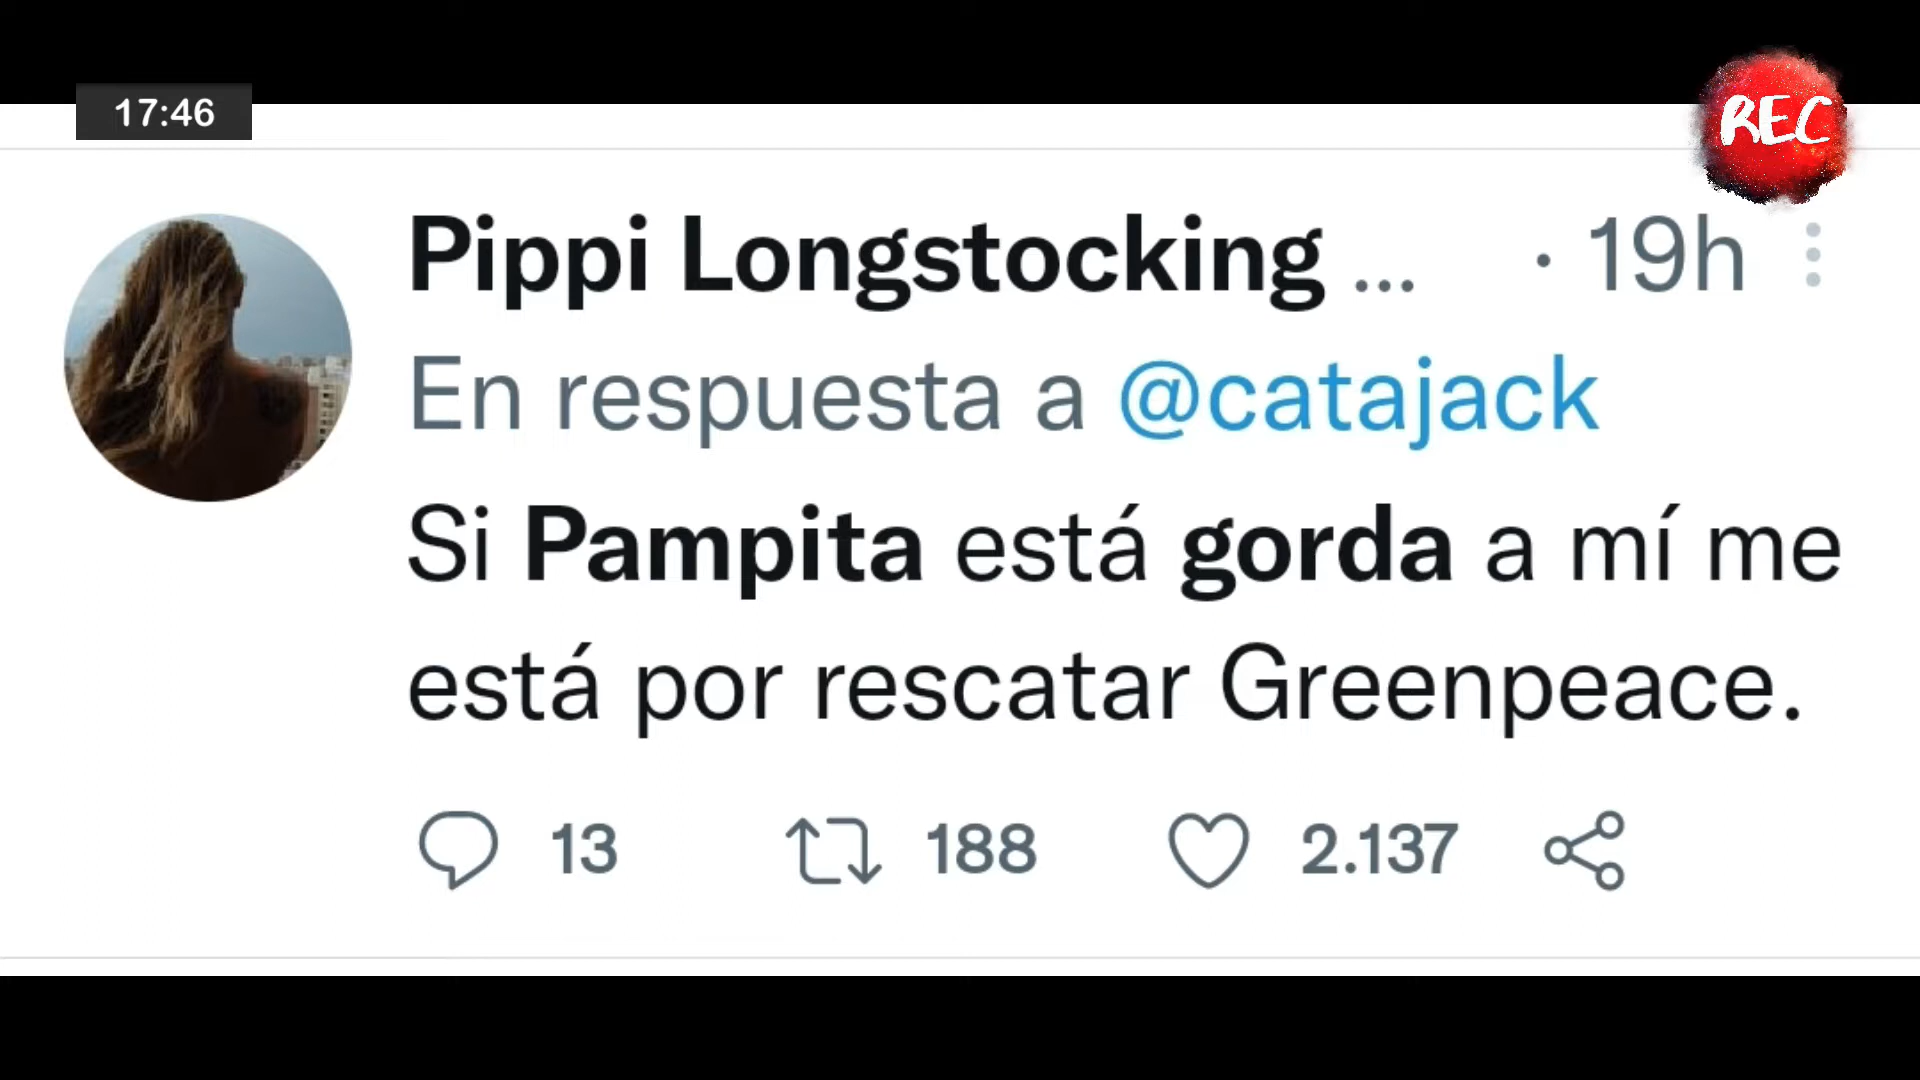 17:46
REC
Pippi Longstocking ... · 19h
En respuesta a @catajack
Si Pampita está gorda a mí me
está por rescatar Greenpeace.
13 188 2.137